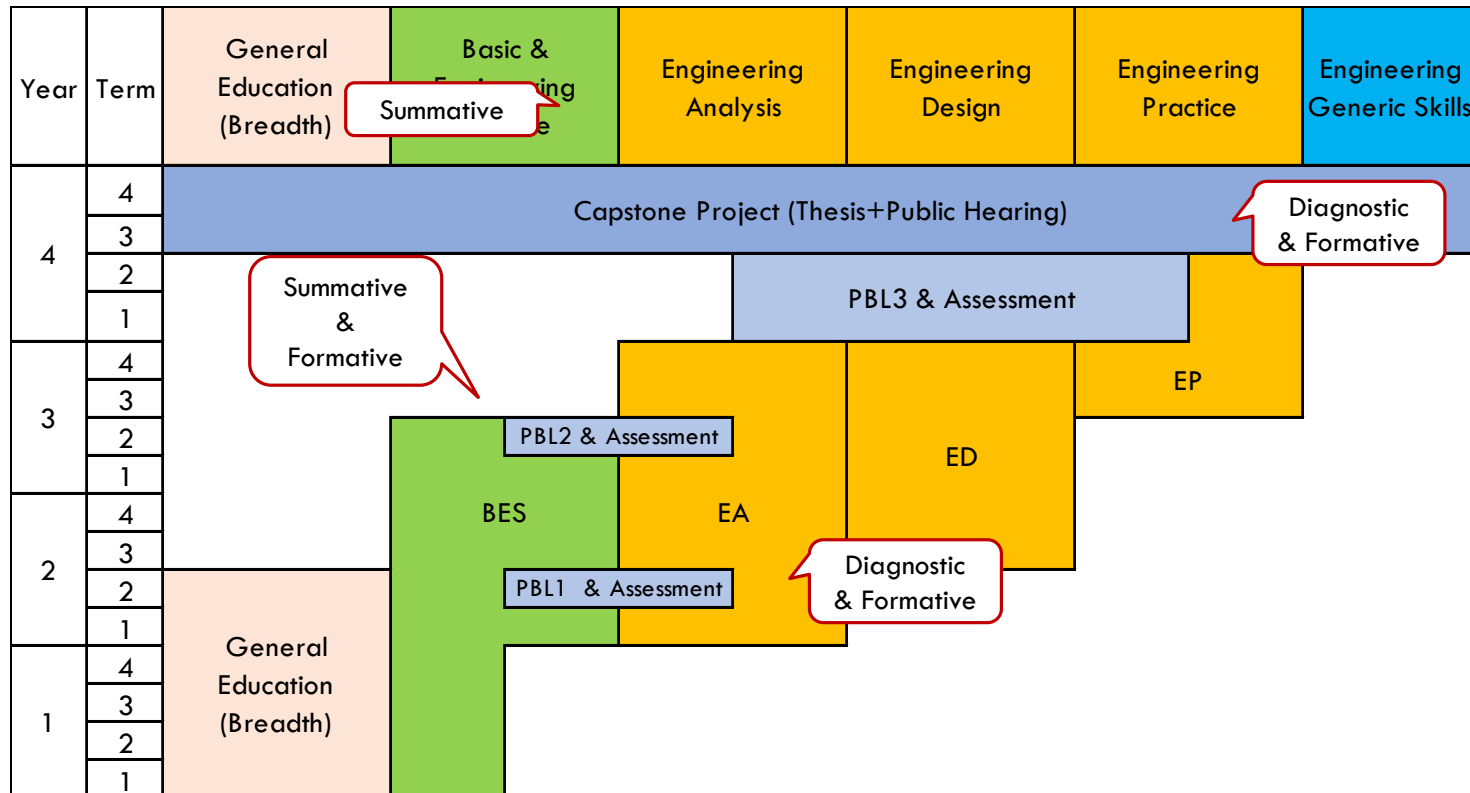 Year
Term
General
Education
(Breadth)
Basic &
ing
e
Summative
Engineering
Analysis
Engineering
Design
Engineering
Practice
Engineering
Generic Skills
4
4
3
2
1
Capstone Project (Thesis+Public Hearing)
Diagnostic
& Formative
Summative
&
Formative
PBL3 & Assessment
3
4
3
2
1
EP
PBL2 & Assessment
ED
2
4
3
2
1
BES
EA
PBL1 & Assessment
Diagnostic
& Formative
1
4
3
2
1
General
Education
(Breadth)